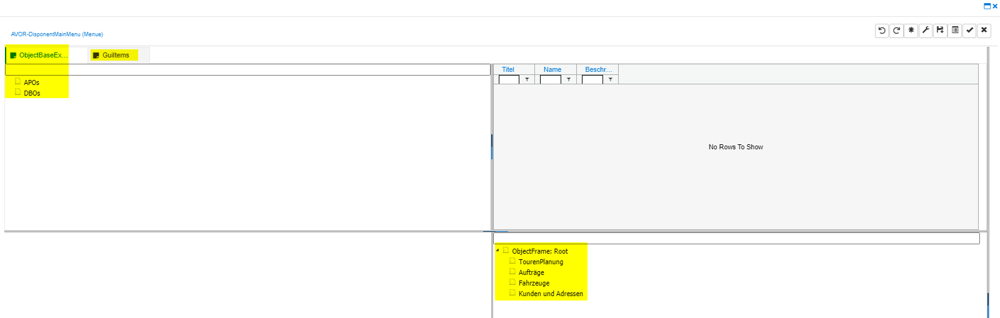 AVOR-DisponentMainMenu (Menue)
ObjectBaseEx...
GuiItems
Titel
Name
Beschr...
APOs
DBOs
No Rows To Show
ObjectFrame: Root
TourenPlanung
Aufträge
Fahrzeuge
Kunden und Adressen